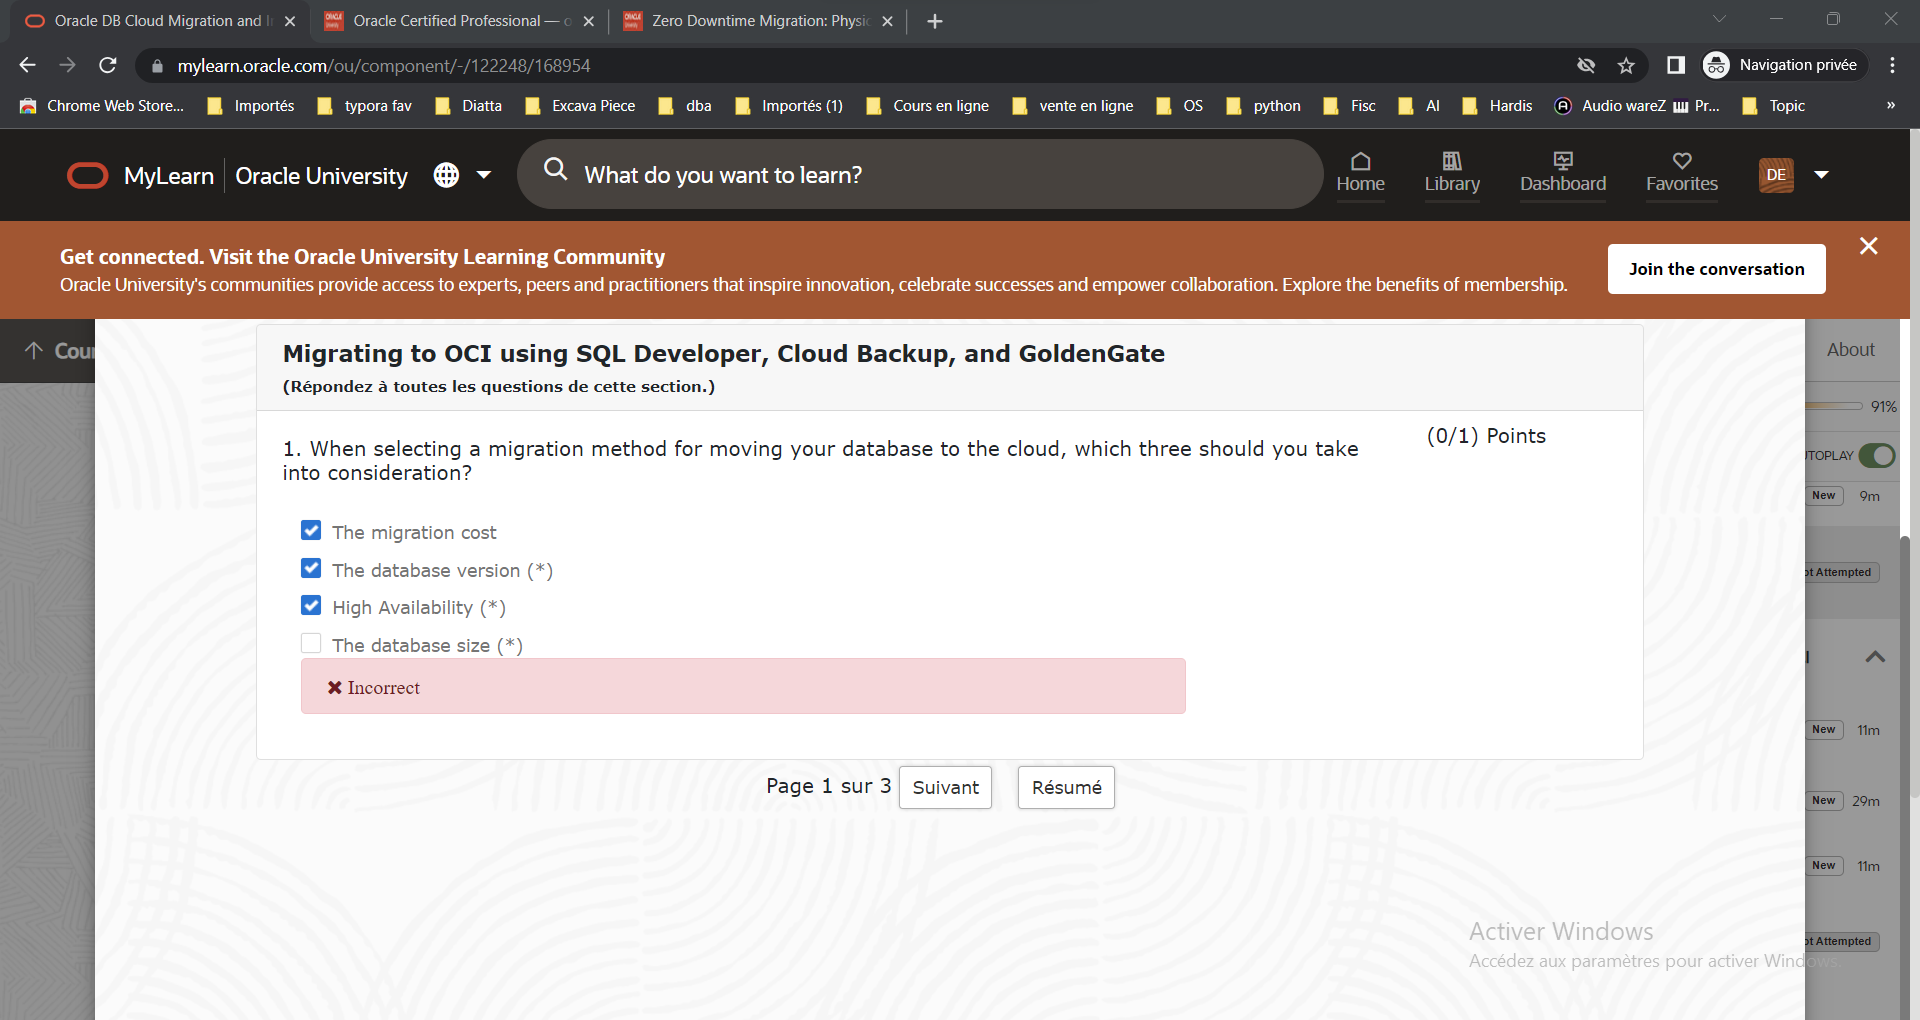 Oracle DB Cloud Migration and I
Oracle Certified Professional —
Zero Downtime Migration: Physi
mylearn.oracle.com/ou/component/-/122248/168954
Navigation privée
Chrome Web Store...
Importés
typora fav
Diatta
Excava Piece
dba
Importés (1)
Cours en ligne
vente en ligne
OS
python
Fisc
AI
Hardis
Audio wareZ
Pr...
Topic
»
MyLearn
Oracle University
What do you want to learn?
Home
Library
Dashboard
Favorites
DE
Get connected. Visit the Oracle University Learning Community
Oracle University's communities provide access to experts, peers and practitioners that inspire innovation, celebrate successes and empower collaboration. Explore the benefits of membership.
Join the conversation
Cou
About
Migrating to OCI using SQL Developer, Cloud Backup, and GoldenGate
(Répondez à toutes les questions de cette section.)
91%
1. When selecting a migration method for moving your database to the cloud, which three should you take
into consideration?
(0/1) Points
TOPLAY
New 9m
The migration cost
The database version (*)
High Availability (*)
The database size (*)
ot Attempted
✖ Incorrect
New 11m
Page 1 sur 3
Suivant
Résumé
New 29m
New 11m
Activer Windows
Accédez aux paramètres pour activer Windows.
ot Attempted